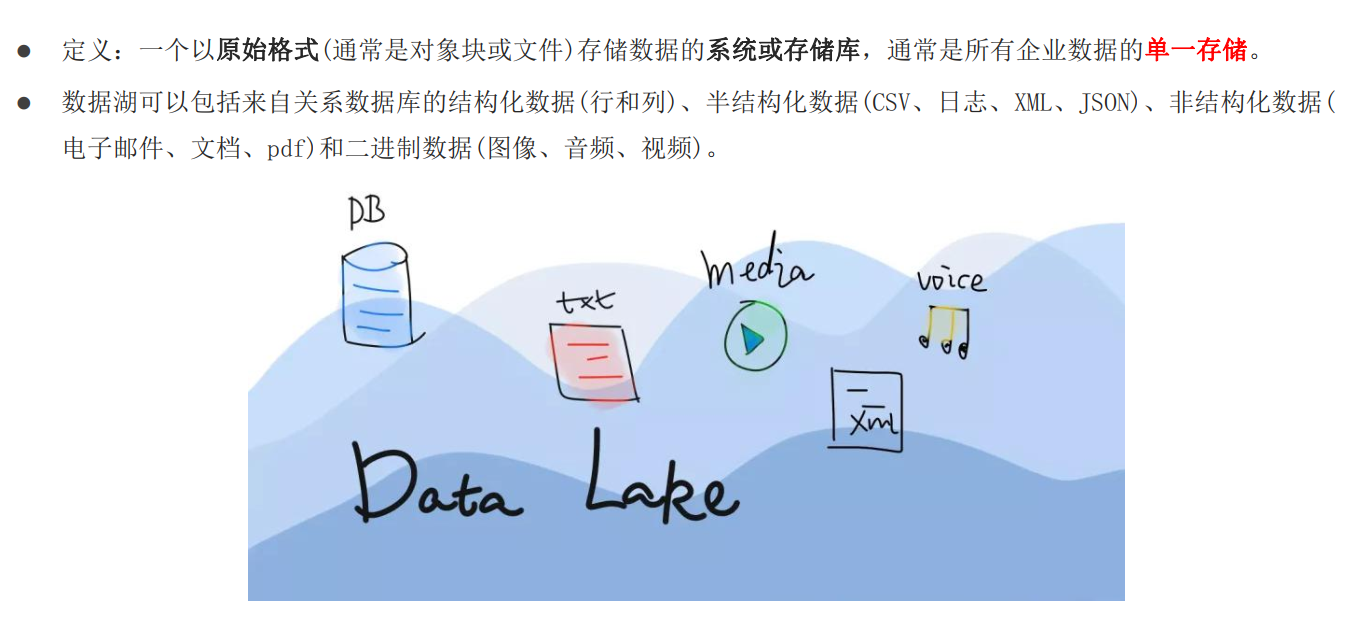 ● 定义：一个以原始格式(通常是对象块或文件)存储数据的系统或存储库，通常是所有企业数据的单一存储。
● 数据湖可以包括来自关系数据库的结构化数据(行和列)、半结构化数据(CSV、日志、XML、JSON)、非结构化数据(
电子邮件、文档、pdf)和二进制数据(图像、音频、视频)。
DB
media
voice
txt
xml
Data Lake